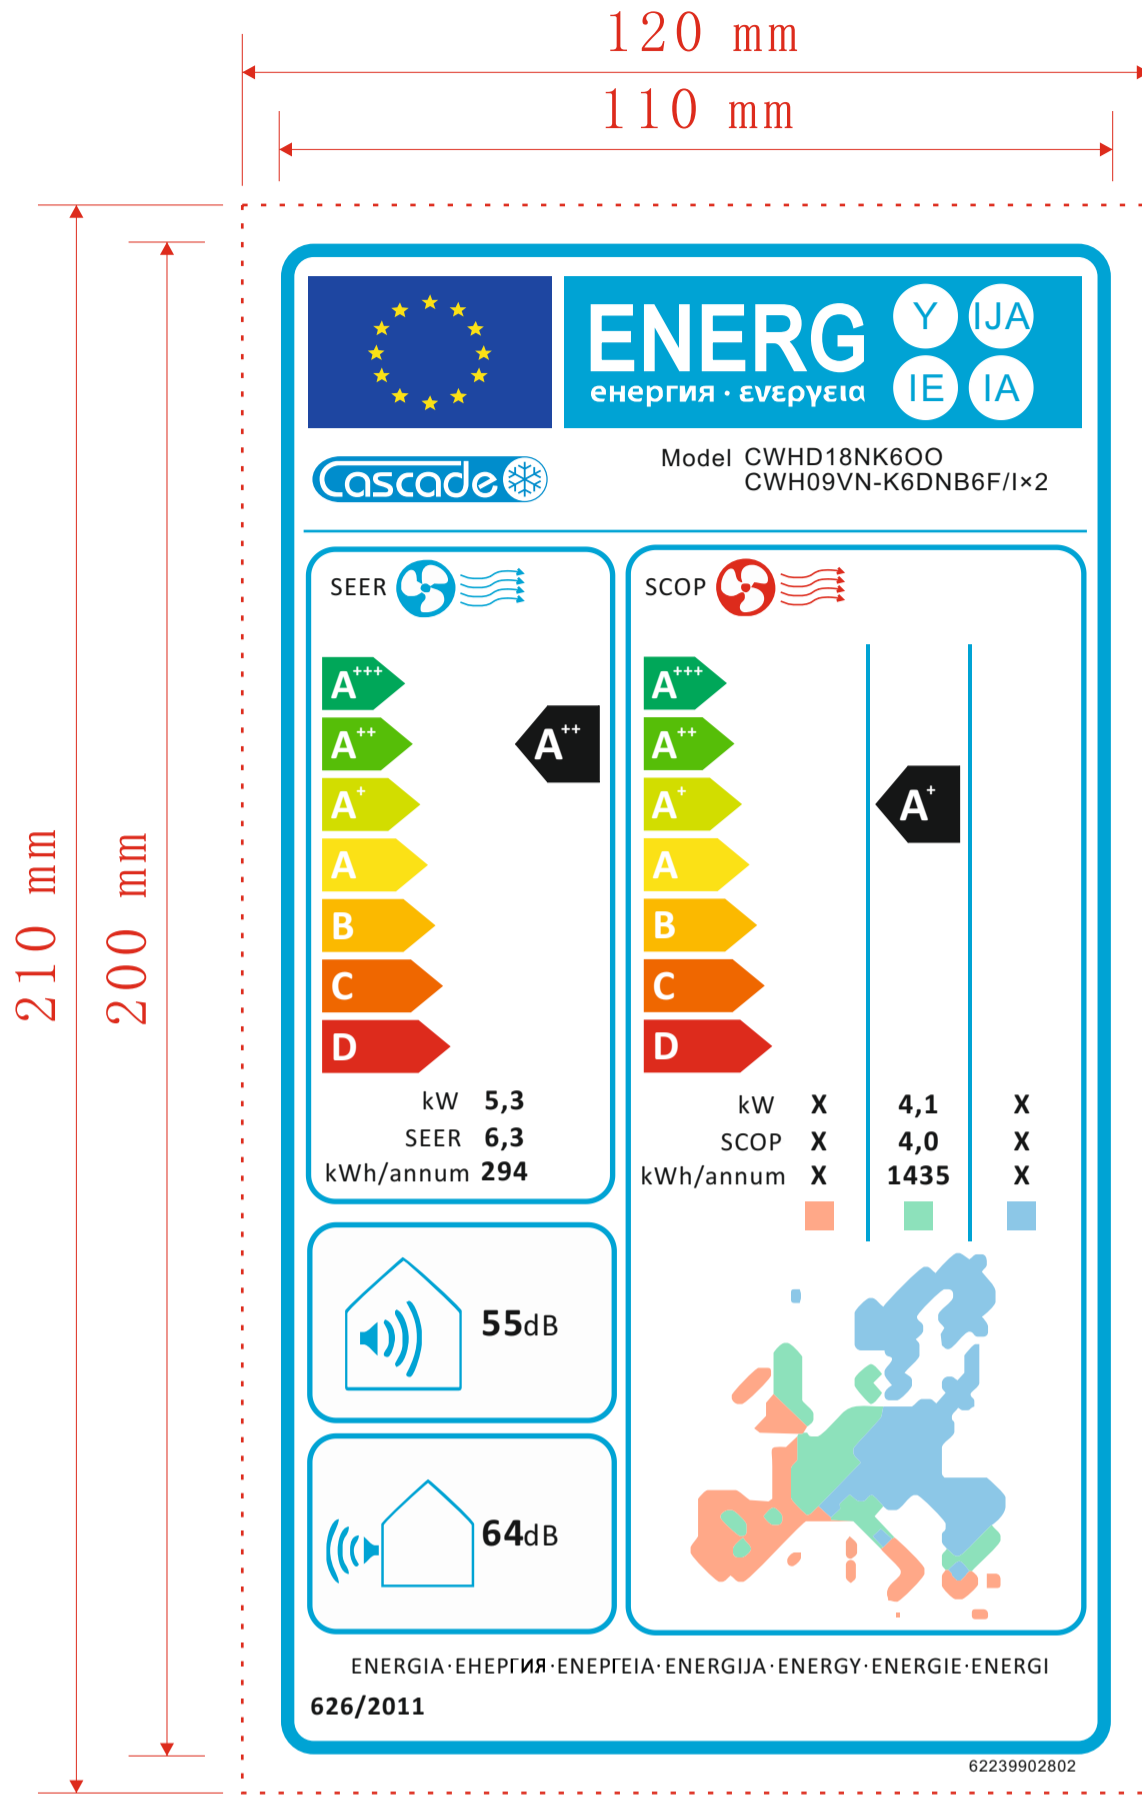 120 mm
110 mm
210 mm
200 mm
ENERG
енергия · ενεργεια
Y IJA
IE IA
Cascade
Model CWHD18NK6OO
CWH09VN-K6DNB6F/I×2
SEER
A+++
A++
A+
A
B
C
D
A++
kW 5,3
SEER 6,3
kWh/annum 294
SCOP
A+++
A++
A+
A
B
C
D
A+
kW X 4,1 X
SCOP X 4,0 X
kWh/annum X 1435 X
55dB
64dB
ENERGIA·ЕНЕРГИЯ·ΕΝΕΡΓΕΙΑ·ENERGIJA·ENERGY·ENERGIE·ENERGI
626/2011
62239902802